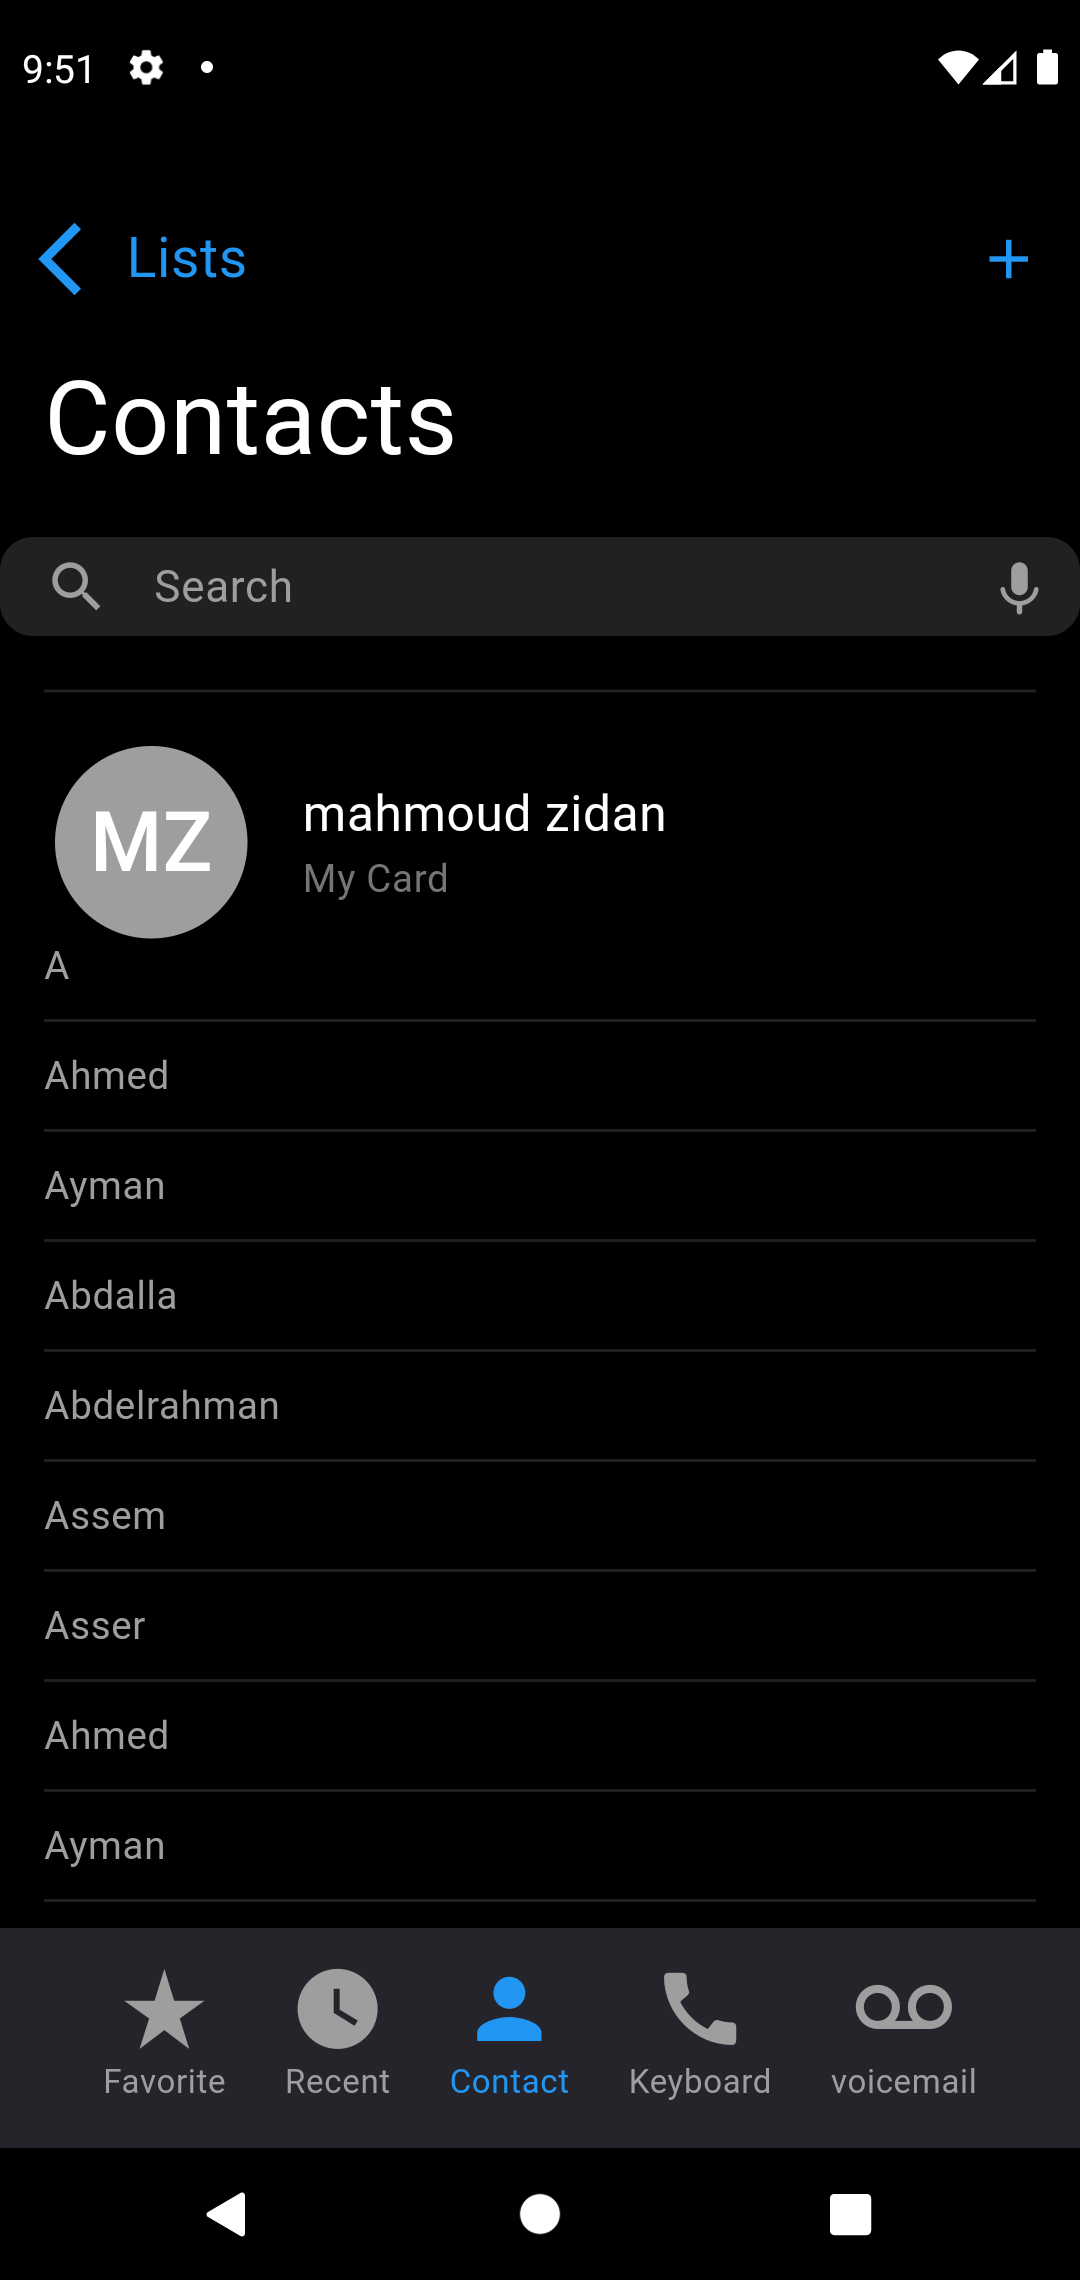 9:51
Lists
Contacts
Search
MZ
mahmoud zidan
My Card
A
Ahmed
Ayman
Abdalla
Abdelrahman
Assem
Asser
Ahmed
Ayman
Favorite Recent Contact Keyboard voicemail